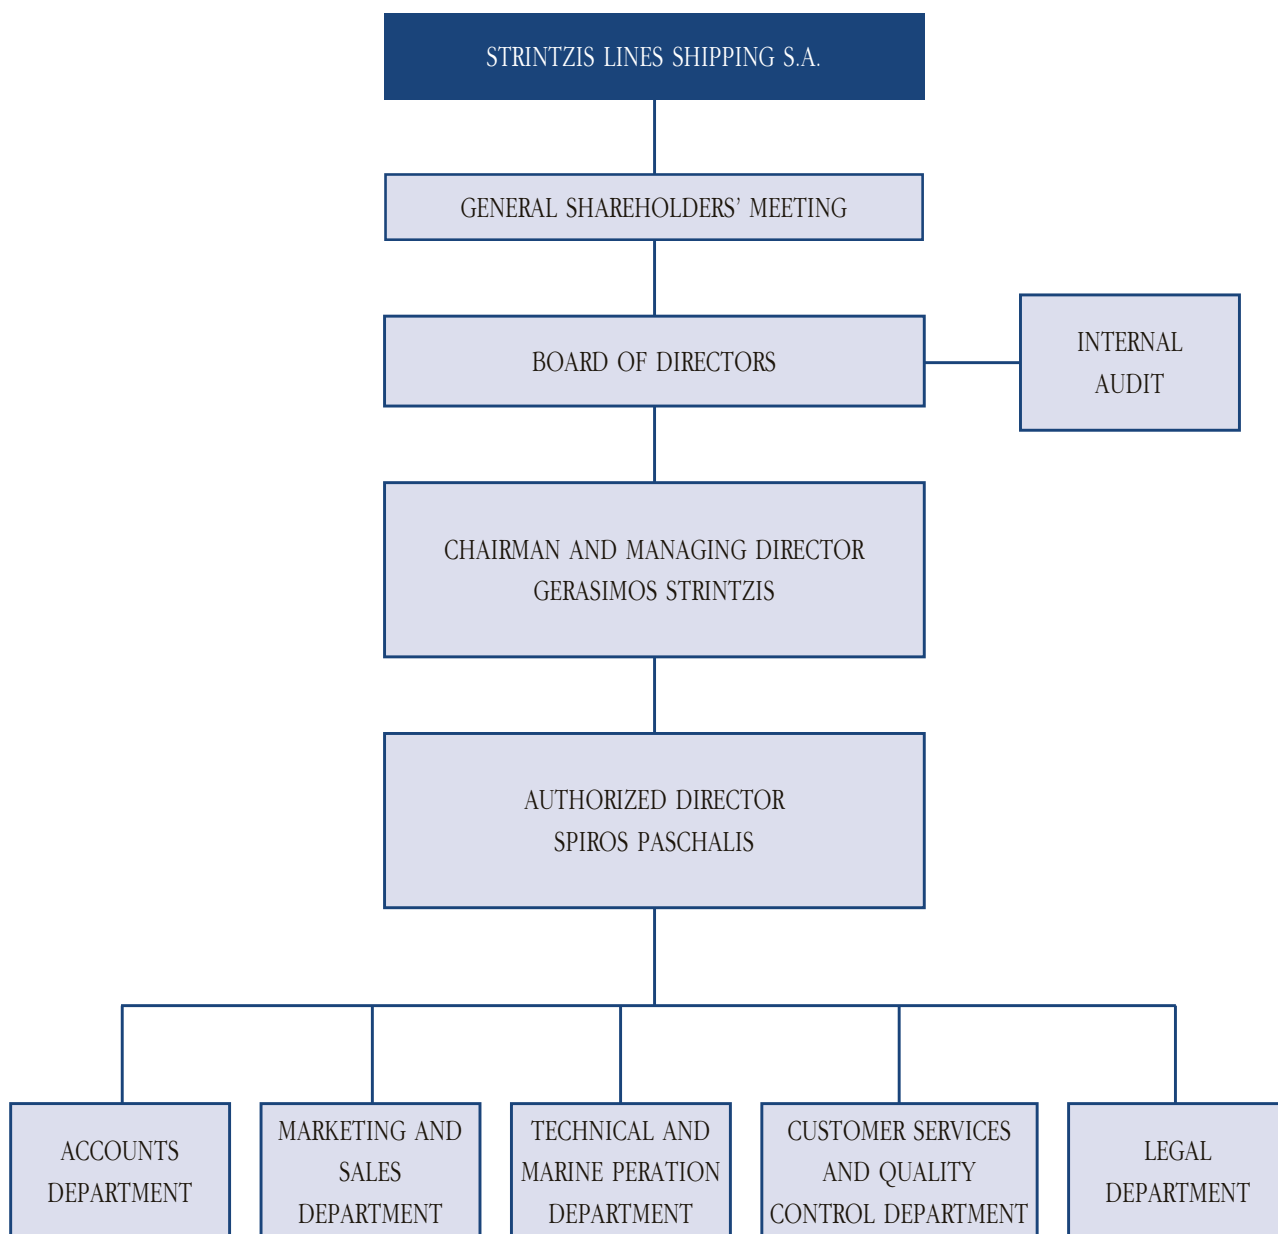 STRINTZIS LINES SHIPPING S.A.
GENERAL SHAREHOLDERS’ MEETING
BOARD OF DIRECTORS
INTERNAL
AUDIT
CHAIRMAN AND MANAGING DIRECTOR
GERASIMOS STRINTZIS
AUTHORIZED DIRECTOR
SPIROS PASCHALIS
ACCOUNTS
DEPARTMENT
MARKETING AND
SALES
DEPARTMENT
TECHNICAL AND
MARINE PERATION
DEPARTMENT
CUSTOMER SERVICES
AND QUALITY
CONTROL DEPARTMENT
LEGAL
DEPARTMENT